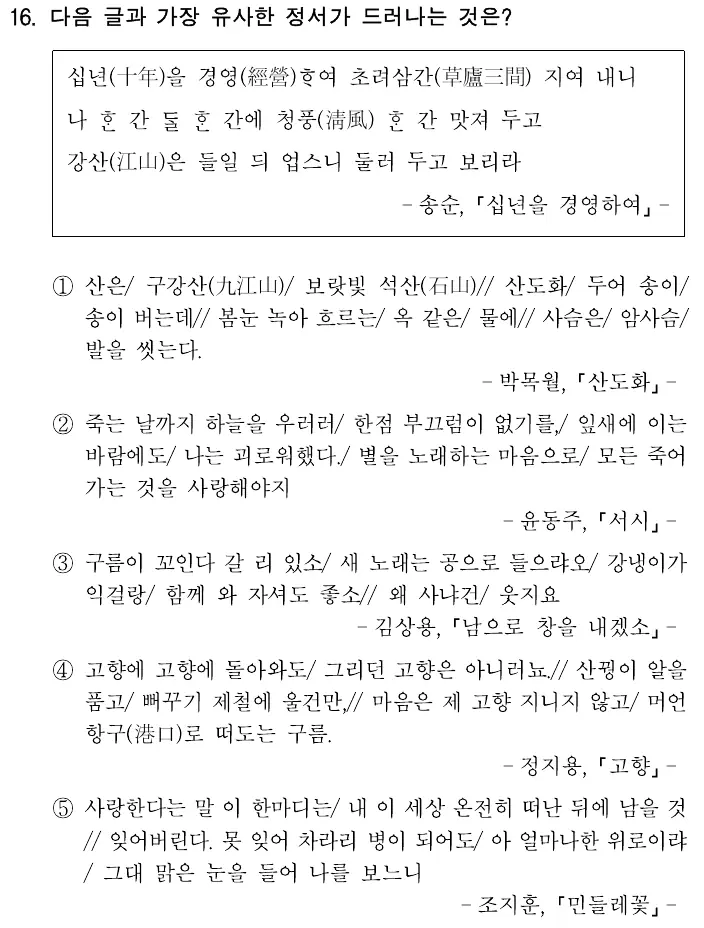 16. 다음 글과 가장 유사한 정서가 드러나는 것은?
십년(十年)을 경영(經營)ᄒᆞ여 초려삼간(草廬三間) 지여 내니
나 ᄒᆞᆫ 간 ᄃᆞᆯ ᄒᆞᆫ 간에 청풍(淸風) ᄒᆞᆫ 간 맛져 두고
강산(江山)은 들일 듸 업스니 둘러 두고 보리라
- 송순, 「십년을 경영하여」 -
① 산은/ 구강산(九江山)/ 보랏빛 석산(石山)// 산도화/ 두어 송이/
송이 버는데// 봄눈 녹아 흐르는/ 옥 같은/ 물에// 사슴은/ 암사슴/
발을 씻는다.
- 박목월, 「산도화」 -
② 죽는 날까지 하늘을 우러러/ 한점 부끄럼이 없기를,/ 잎새에 이는
바람에도/ 나는 괴로워했다./ 별을 노래하는 마음으로/ 모든 죽어
가는 것을 사랑해야지
- 윤동주, 「서시」 -
③ 구름이 꼬인다 갈 리 있소/ 새 노래는 공으로 들으랴오/ 강냉이가
익걸랑/ 함께 와 자셔도 좋소// 왜 사냐건/ 웃지요
- 김상용, 「남으로 창을 내겠소」 -
④ 고향에 고향에 돌아와도/ 그리던 고향은 아니러뇨.// 산꿩이 알을
품고/ 뻐꾸기 제철에 울건만,// 마음은 제 고향 지니지 않고/ 머언
항구(港口)로 떠도는 구름.
- 정지용, 「고향」 -
⑤ 사랑한다는 말 이 한마디는/ 내 이 세상 온전히 떠난 뒤에 남을 것
// 잊어버린다. 못 잊어 차라리 병이 되어도/ 아 얼마나한 위로이랴
/ 그대 맑은 눈을 들어 나를 보느니
- 조지훈, 「민들레꽃」 -